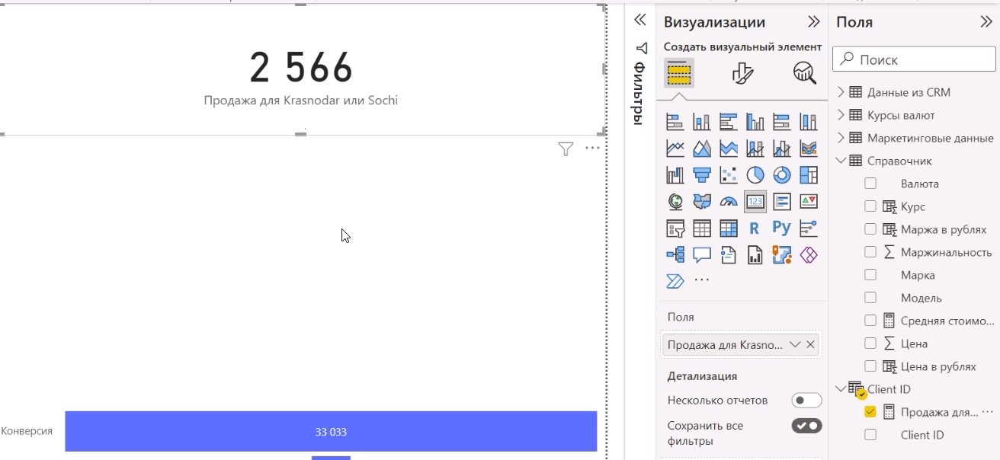 2 566
Продажа для Krasnodar или Sochi
Конверсия
33 033
Фильтры
Визуализации
Создать визуальный элемент
123
R
Py
...
Поля
Продажа для Krasno...
Детализация
Несколько отчетов
Сохранить все
фильтры
Поля
Поиск
Данные из CRM
Курсы валют
Маркетинговые данные
Справочник
Валюта
Курс
Маржа в рублях
Маржинальность
Марка
Модель
Средняя стоимо...
Цена
Цена в рублях
Client ID
Продажа для...
Client ID